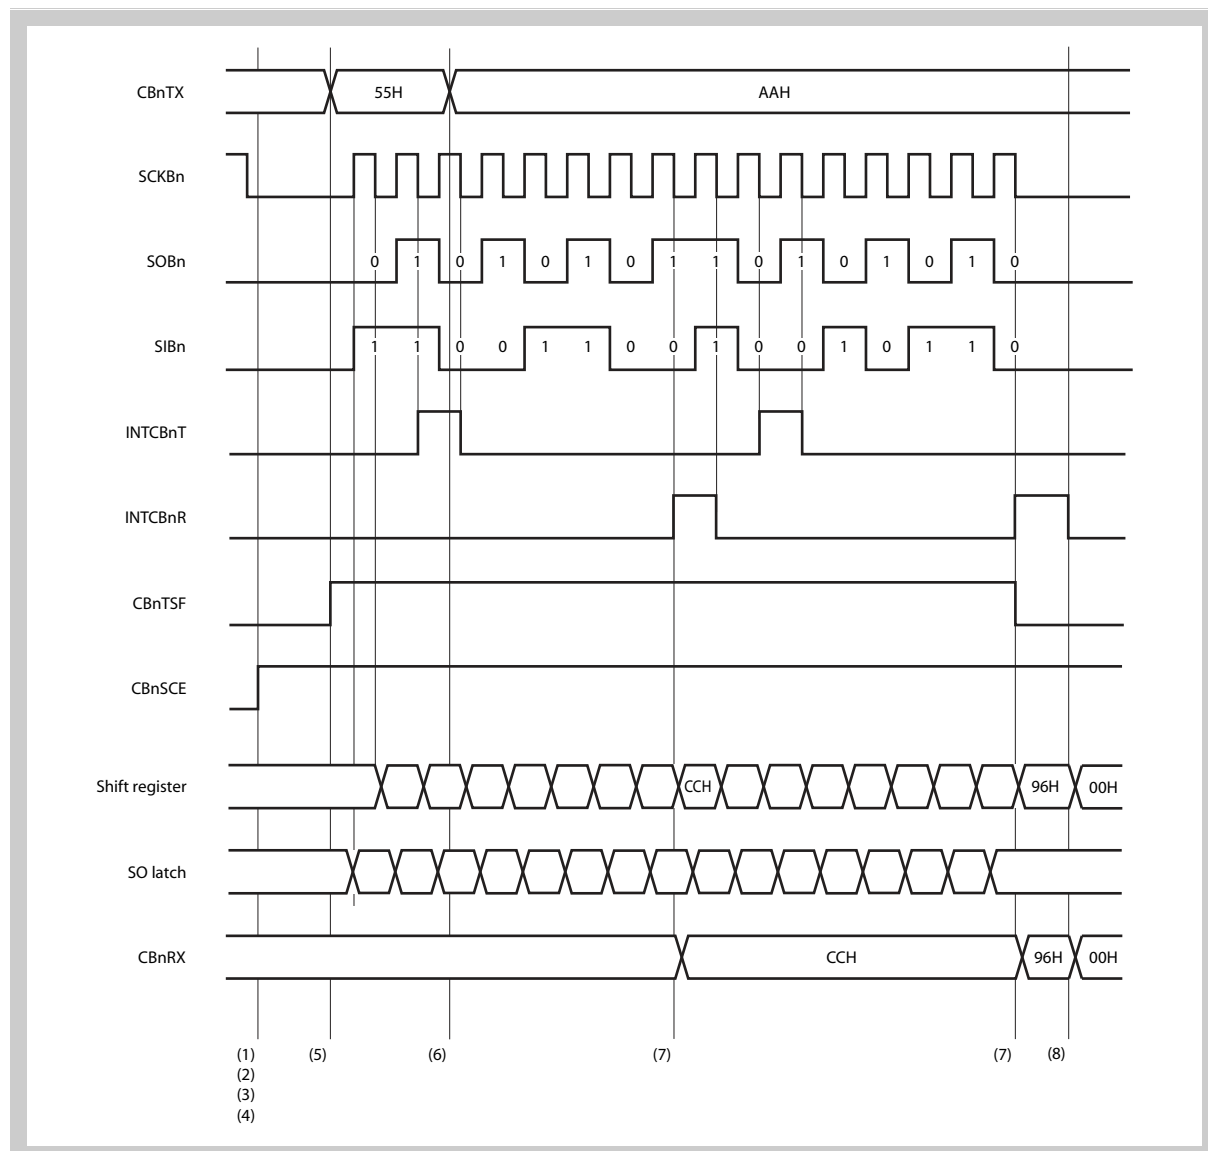 CBnTX 55H AAH
SCKBn
SOBn 0 1 0 1 0 1 0 1 1 0 1 0 1 0 1 0
SIBn 1 1 0 0 1 1 0 0 1 0 0 1 0 1 1 0
INTCBnT
INTCBnR
CBnTSF
CBnSCE
Shift register CCH 96H 00H
SO latch
CBnRX CCH 96H 00H
(1) (5) (6) (7) (7) (8)
(2)
(3)
(4)